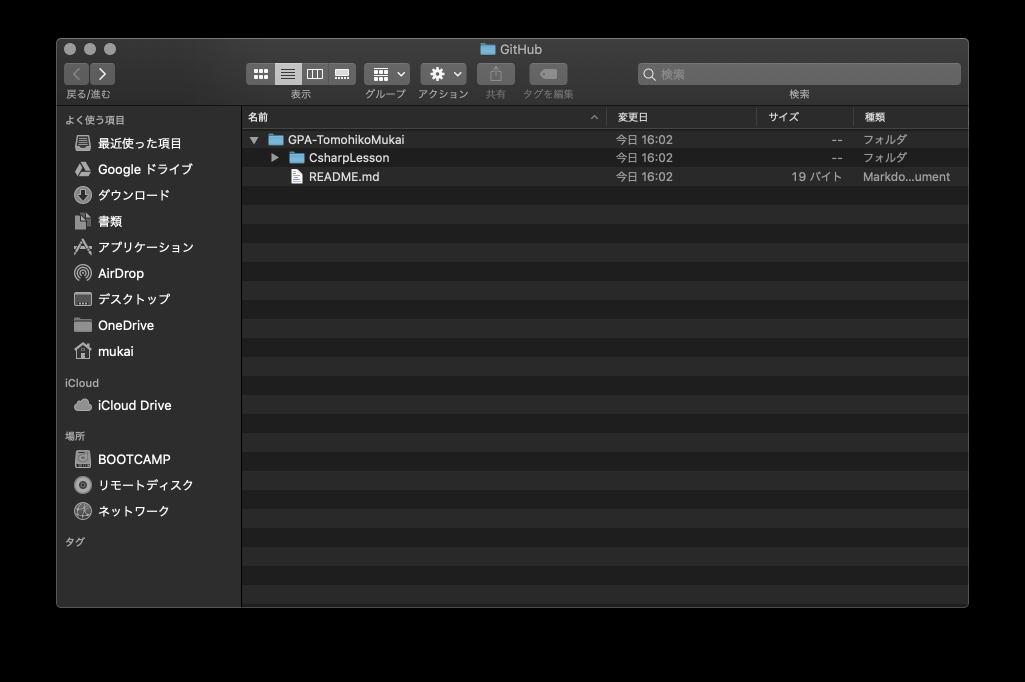 GitHub
戻る/進む
表示
グループ
アクション
共有
タグを編集
検索
検索
よく使う項目
最近使った項目
Google ドライブ
ダウンロード
書類
アプリケーション
AirDrop
デスクトップ
OneDrive
mukai
iCloud
iCloud Drive
場所
BOOTCAMP
リモートディスク
ネットワーク
タグ
名前 変更日 サイズ 種類
GPA-TomohikoMukai 今日 16:02 -- フォルダ
CsharpLesson 今日 16:02 -- フォルダ
README.md 今日 16:02 19 バイト Markdo...ument